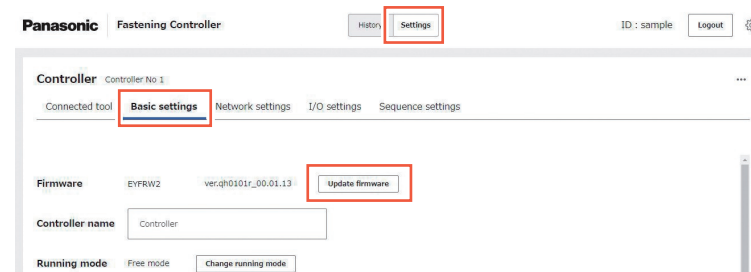 Panasonic Fastening Controller History Settings ID : sample Logout
Controller Controller No 1 ...
Connected tool Basic settings Network settings I/O settings Sequence settings
Firmware EYFRW2 ver.qh0101r_00.01.13 Update firmware
Controller name Controller
Running mode Free mode Change running mode